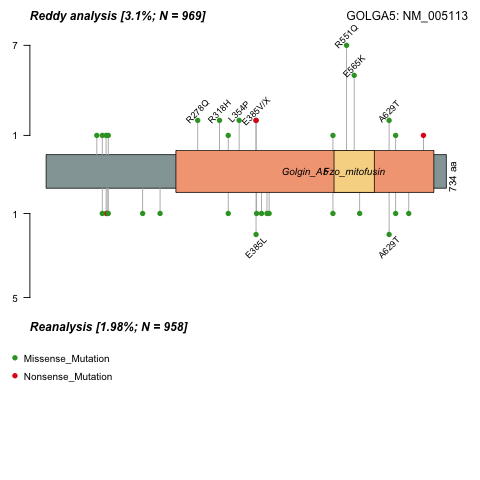 Reddy analysis [3.1%; N = 969]
GOLGA5: NM_005113
7
R551Q
E565K
R278Q
R318H
L354P
E385V/X
A629T
1
Golgin_A5
Fzo_mitofusin
734 aa
1
E385L
A629T
5
Reanalysis [1.98%; N = 958]
Missense_Mutation
Nonsense_Mutation